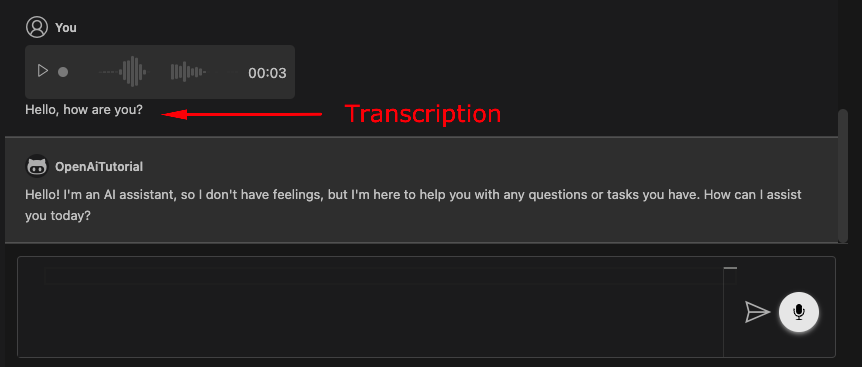 You
00:03
Hello, how are you?
Transcription
OpenAiTutorial
Hello! I'm an AI assistant, so I don't have feelings, but I'm here to help you with any questions or tasks you have. How can I assist
you today?